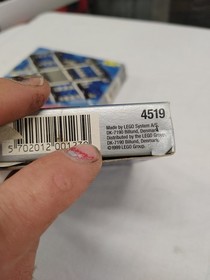 4519
Made by LEGO System A/S
DK-7190 Billund, Denmark
Distributed by the LEGO Group
DK-7190 Billund, Denmark.
©1999 LEGO Group.
5 702012 001